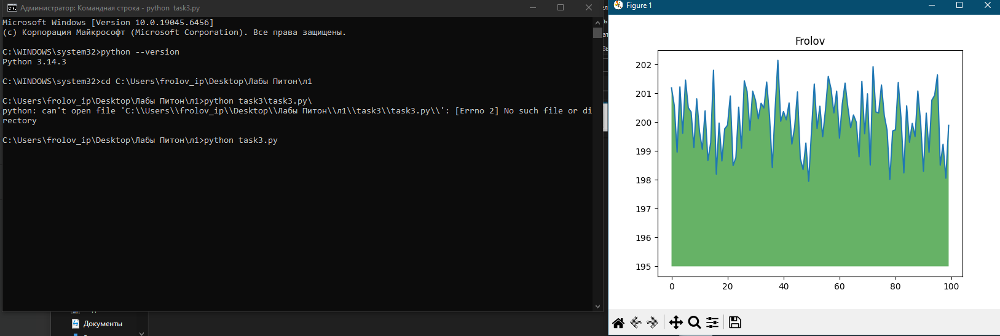 Администратор: Командная строка - python task3.py
Microsoft Windows [Version 10.0.19045.6456]
(c) Корпорация Майкрософт (Microsoft Corporation). Все права защищены.
C:\WINDOWS\system32>python --version
Python 3.14.3
C:\WINDOWS\system32>cd C:\Users\frolov_ip\Desktop\Лабы Питон\л1
C:\Users\frolov_ip\Desktop\Лабы Питон\л1>python task3\task3.py\
python: can't open file 'C:\\Users\\frolov_ip\\Desktop\\Лабы Питон\\л1\\task3\\task3.py\\': [Errno 2] No such file or di
rectory
C:\Users\frolov_ip\Desktop\Лабы Питон\л1>python task3.py
Документы
Figure 1
Frolov
202
201
200
199
198
197
196
195
0 20 40 60 80 100